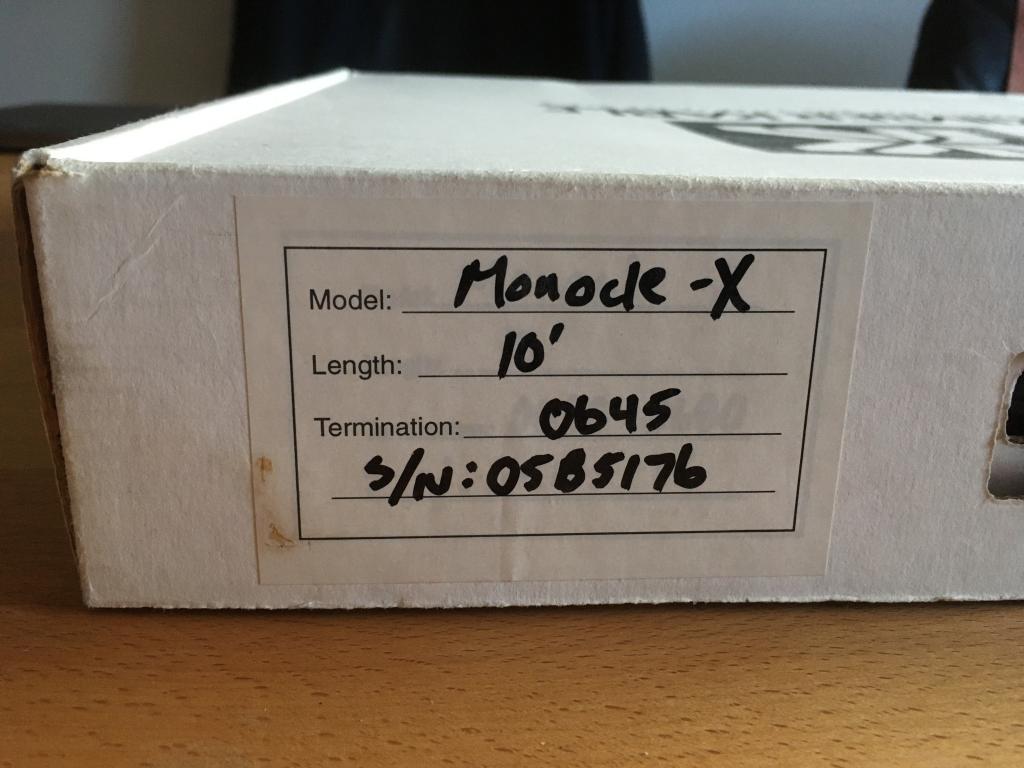 Model: Monocle-X
Length: 10'
Termination: 0645
S/N: 05B5176